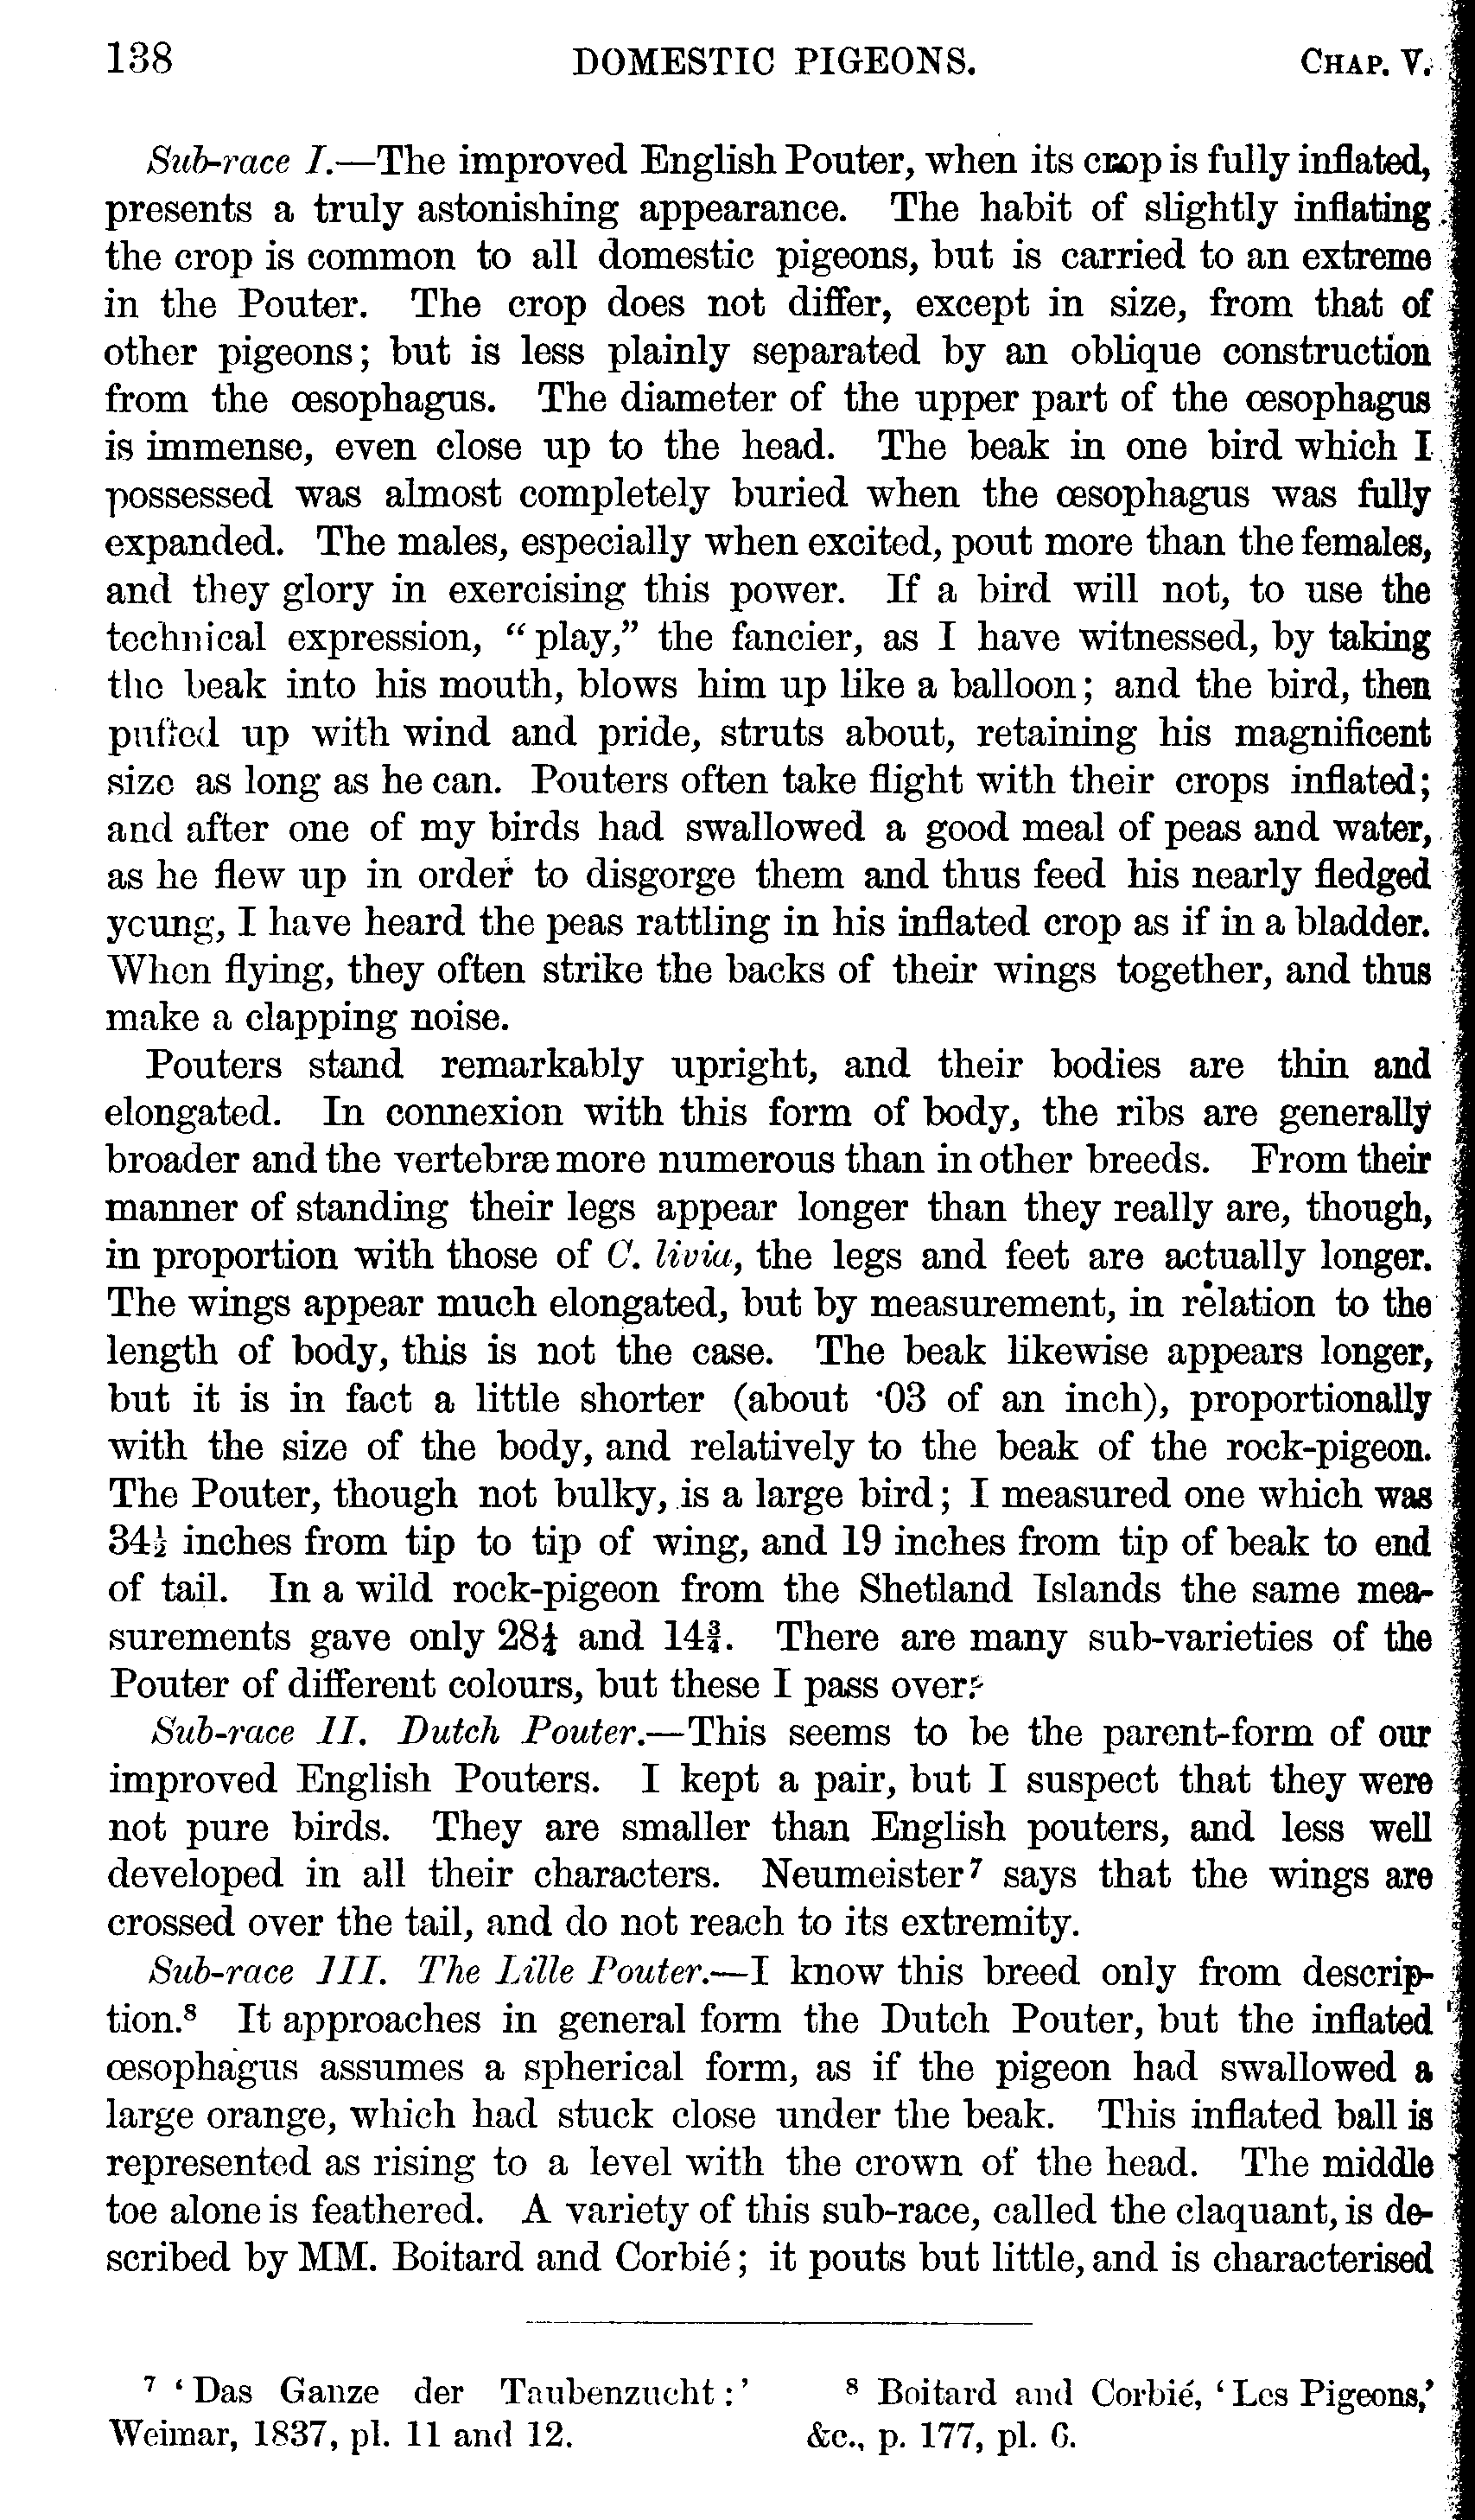 138 DOMESTIC PIGEONS. CHAP. V.
Sub-race I.—The improved English Pouter, when its crop is fully inflated,
presents a truly astonishing appearance. The habit of slightly inflating
the crop is common to all domestic pigeons, but is carried to an extreme
in the Pouter. The crop does not differ, except in size, from that of
other pigeons; but is less plainly separated by an oblique construction
from the œsophagus. The diameter of the upper part of the œsophagus
is immense, even close up to the head. The beak in one bird which I
possessed was almost completely buried when the œsophagus was fully
expanded. The males, especially when excited, pout more than the females,
and they glory in exercising this power. If a bird will not, to use the
technical expression, “play,” the fancier, as I have witnessed, by taking
the beak into his mouth, blows him up like a balloon; and the bird, then
puffed up with wind and pride, struts about, retaining his magnificent
size as long as he can. Pouters often take flight with their crops inflated;
and after one of my birds had swallowed a good meal of peas and water,
as he flew up in order to disgorge them and thus feed his nearly fledged
young, I have heard the peas rattling in his inflated crop as if in a bladder.
When flying, they often strike the backs of their wings together, and thus
make a clapping noise.
Pouters stand remarkably upright, and their bodies are thin and
elongated. In connexion with this form of body, the ribs are generally
broader and the vertebræ more numerous than in other breeds. From their
manner of standing their legs appear longer than they really are, though,
in proportion with those of C. livia, the legs and feet are actually longer.
The wings appear much elongated, but by measurement, in relation to the
length of body, this is not the case. The beak likewise appears longer,
but it is in fact a little shorter (about ·03 of an inch), proportionally
with the size of the body, and relatively to the beak of the rock-pigeon.
The Pouter, though not bulky, is a large bird; I measured one which was
34½ inches from tip to tip of wing, and 19 inches from tip of beak to end
of tail. In a wild rock-pigeon from the Shetland Islands the same mea-
surements gave only 28¼ and 14¾. There are many sub-varieties of the
Pouter of different colours, but these I pass over.
Sub-race II. Dutch Pouter.—This seems to be the parent-form of our
improved English Pouters. I kept a pair, but I suspect that they were
not pure birds. They are smaller than English pouters, and less well
developed in all their characters. Neumeister⁷ says that the wings are
crossed over the tail, and do not reach to its extremity.
Sub-race III. The Lille Pouter.—I know this breed only from descrip-
tion.⁸ It approaches in general form the Dutch Pouter, but the inflated
œsophagus assumes a spherical form, as if the pigeon had swallowed a
large orange, which had stuck close under the beak. This inflated ball is
represented as rising to a level with the crown of the head. The middle
toe alone is feathered. A variety of this sub-race, called the claquant, is de-
scribed by MM. Boitard and Corbié; it pouts but little, and is characterised
⁷ ‘Das Ganze der Taubenzucht:’
Weimar, 1837, pl. 11 and 12.
⁸ Boitard and Corbié, ‘Les Pigeons,’
&c., p. 177, pl. 6.